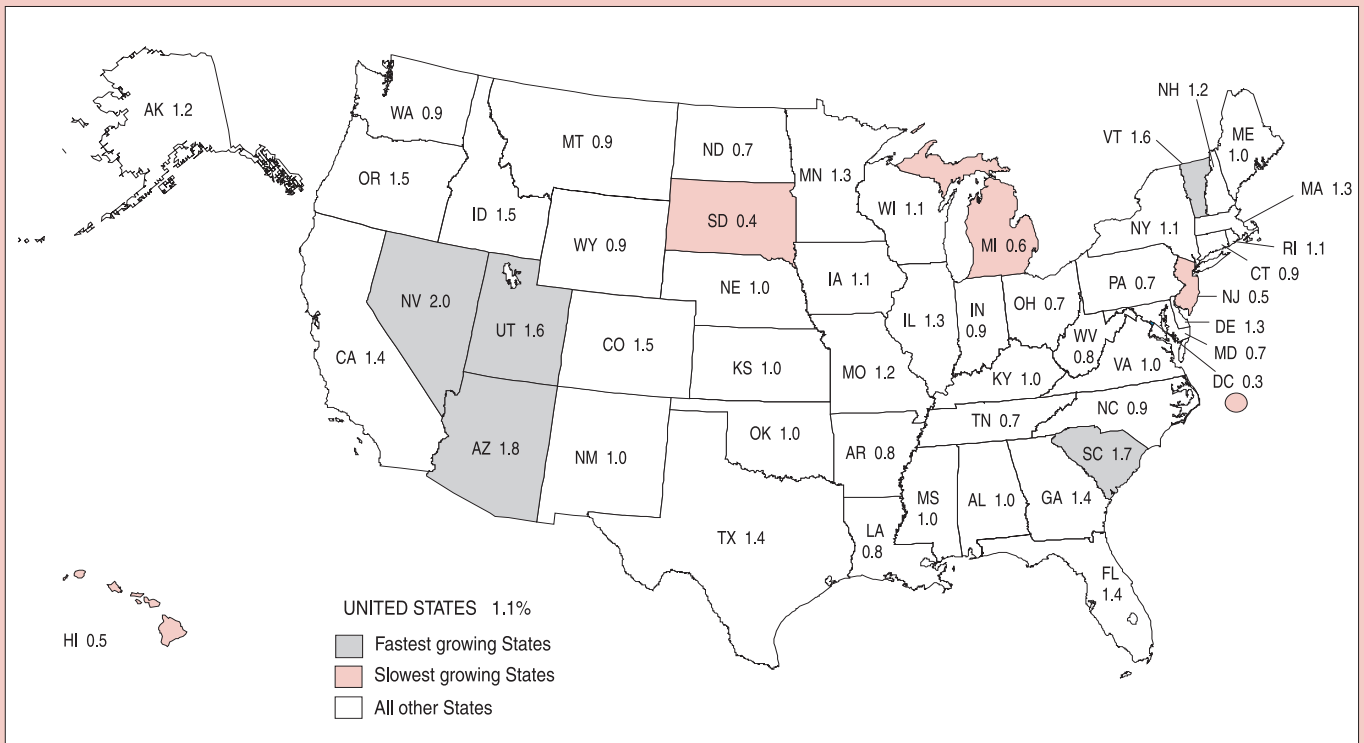 AK 1.2
WA 0.9
OR 1.5
ID 1.5
MT 0.9
WY 0.9
ND 0.7
SD 0.4
NE 1.0
MN 1.3
WI 1.1
IA 1.1
MI 0.6
NV 2.0
UT 1.6
CO 1.5
CA 1.4
KS 1.0
MO 1.2
IL 1.3
IN
0.9
OH 0.7
KY 1.0
WV
0.8
PA 0.7
NY 1.1
VT 1.6
NH 1.2
ME
1.0
MA 1.3
RI 1.1
CT 0.9
NJ 0.5
DE 1.3
MD 0.7
DC 0.3
VA 1.0
NC 0.9
TN 0.7
SC 1.7
AZ 1.8
NM 1.0
OK 1.0
AR 0.8
TX 1.4
LA
0.8
MS
1.0
AL 1.0
GA 1.4
FL
1.4
HI 0.5
UNITED STATES 1.1%
Fastest growing States
Slowest growing States
All other States